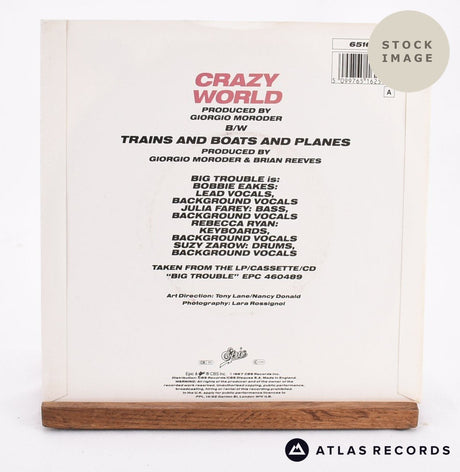 STOCK
IMAGE
CRAZY
WORLD
PRODUCED BY
GIORGIO MORODER
B/W
TRAINS AND BOATS AND PLANES
PRODUCED BY
GIORGIO MORODER & BRIAN REEVES
BIG TROUBLE is:
BOBBIE EAKES:
LEAD VOCALS,
BACKGROUND VOCALS
JULIA FAREY: BASS,
BACKGROUND VOCALS
REBECCA RYAN:
KEYBOARDS,
BACKGROUND VOCALS
SUZY ZAROW: DRUMS,
BACKGROUND VOCALS
TAKEN FROM THE LP/CASSETTE/CD
"BIG TROUBLE" EPC 460489
Art Direction: Tony Lane/Nancy Donald
Photography: Lara Rossignol
A
Epic
ATLAS RECORDS